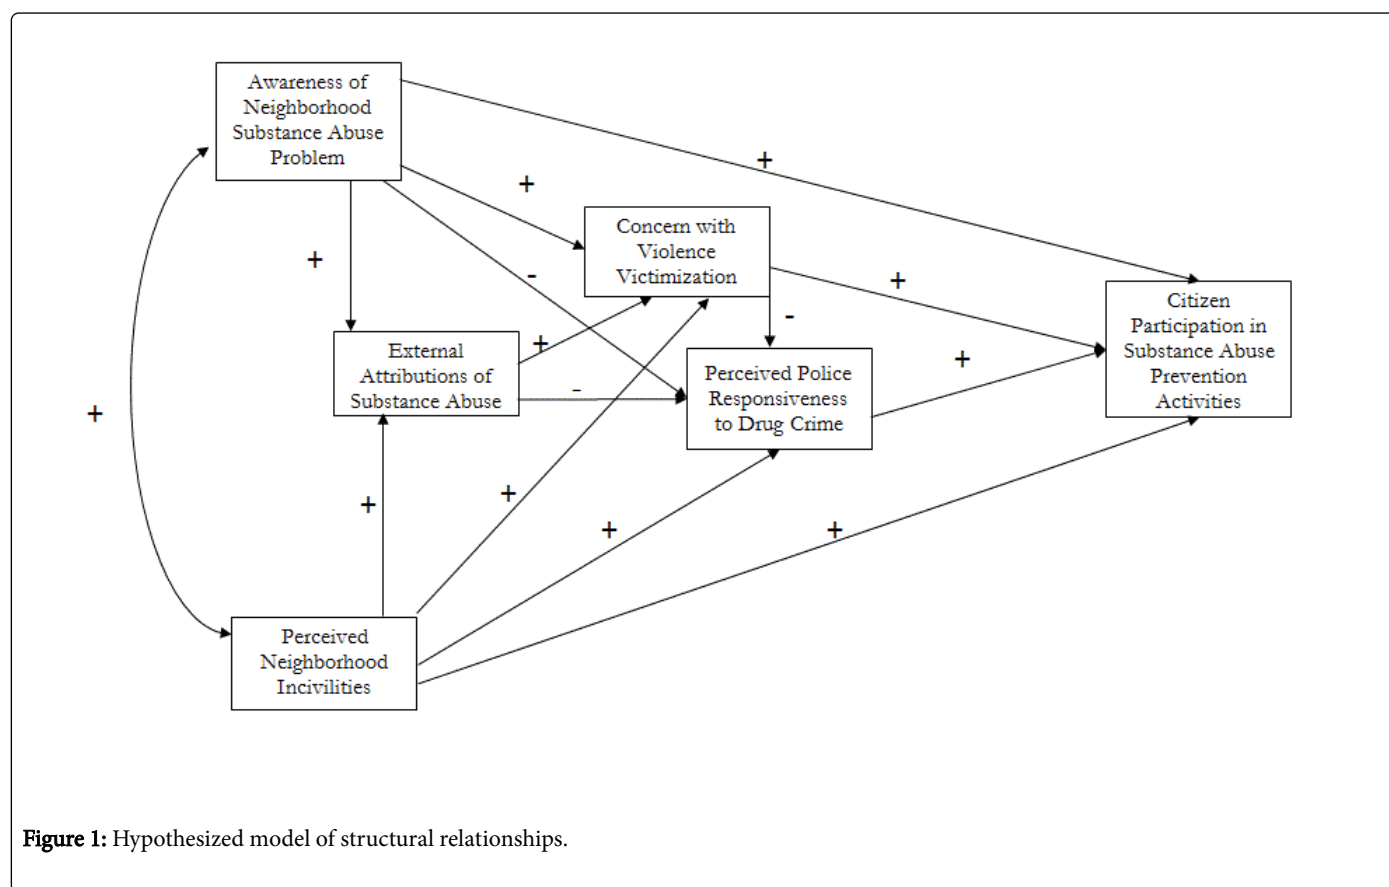 Awareness of
Neighborhood
Substance Abuse
Problem
+
+
+
-
Concern with
Violence
Victimization
+
-
+
External
Attributions of
Substance Abuse
+
-
Perceived Police
Responsiveness
to Drug Crime
+
Citizen
Participation in
Substance Abuse
Prevention
Activities
+
+
+
+
Perceived
Neighborhood
Incivilities
+
Figure 1: Hypothesized model of structural relationships.